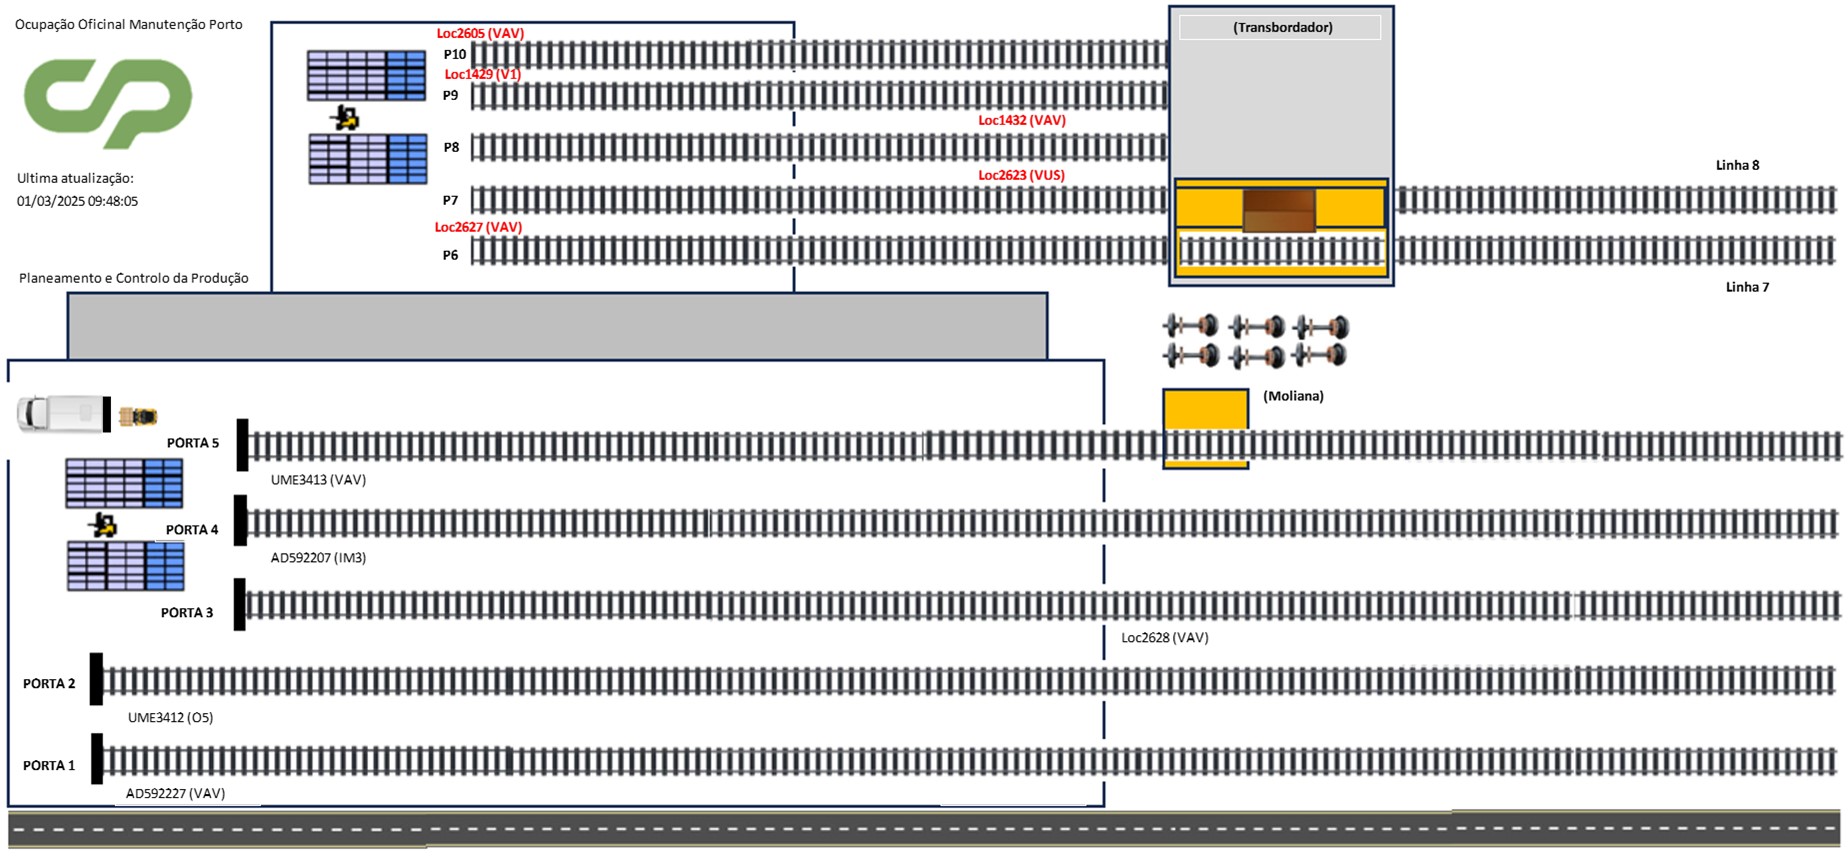 Ocupação Oficinal Manutenção Porto
cp
Ultima atualização:
01/03/2025 09:48:05
Planeamento e Controlo da Produção
Loc2605 (VAV)
P10
Loc1429 (V1)
P9
Loc1432 (VAV)
P8
Loc2623 (VUS)
P7
Loc2627 (VAV)
P6
(Transbordador)
Linha 8
Linha 7
(Moliana)
PORTA 5
UME3413 (VAV)
PORTA 4
AD592207 (IM3)
PORTA 3
Loc2628 (VAV)
PORTA 2
UME3412 (O5)
PORTA 1
AD592227 (VAV)